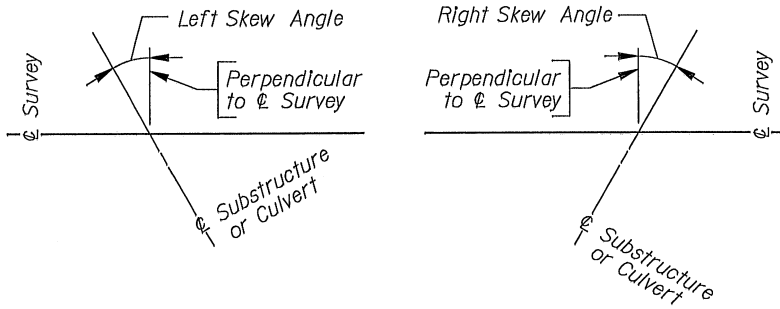 Left Skew Angle
℄ Survey
Perpendicular
to ℄ Survey
℄ Substructure
or Culvert
Right Skew Angle
Perpendicular
to ℄ Survey
℄ Survey
℄ Substructure
or Culvert